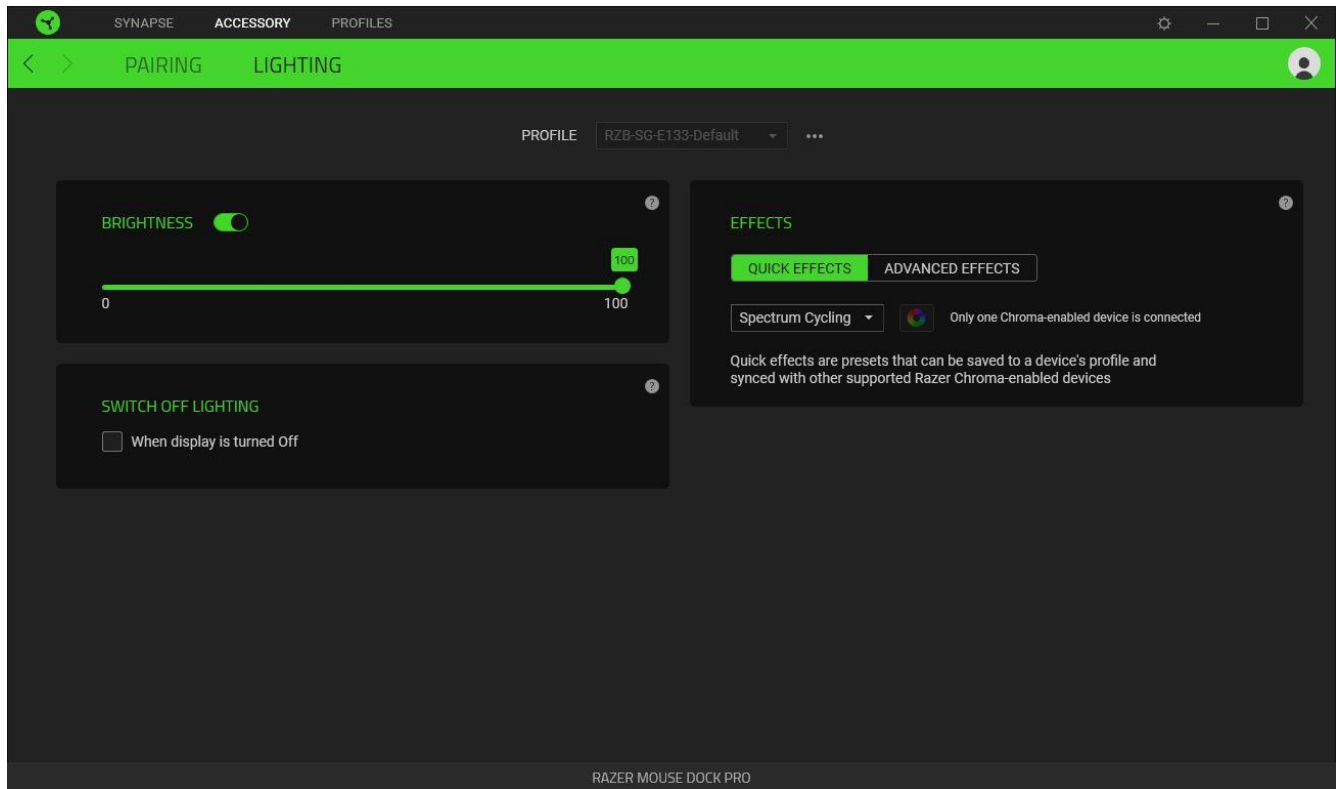 SYNAPSE ACCESSORY PROFILES
PAIRING LIGHTING
PROFILE RZB-SG-E133-Default
BRIGHTNESS
100
0 100
SWITCH OFF LIGHTING
When display is turned Off
EFFECTS
QUICK EFFECTS ADVANCED EFFECTS
Spectrum Cycling Only one Chroma-enabled device is connected
Quick effects are presets that can be saved to a device's profile and
synced with other supported Razer Chroma-enabled devices
RAZER MOUSE DOCK PRO